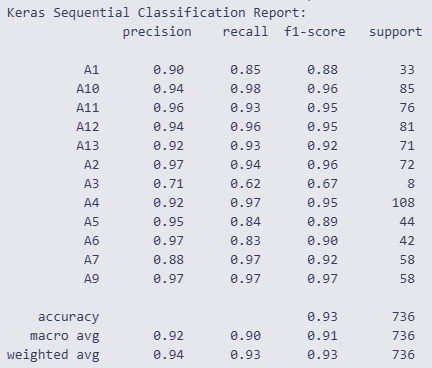 Keras Sequential Classification Report:
precision recall f1-score support
A1 0.90 0.85 0.88 33
A10 0.94 0.98 0.96 85
A11 0.96 0.93 0.95 76
A12 0.94 0.96 0.95 81
A13 0.92 0.93 0.92 71
A2 0.97 0.94 0.96 72
A3 0.71 0.62 0.67 8
A4 0.92 0.97 0.95 108
A5 0.95 0.84 0.89 44
A6 0.97 0.83 0.90 42
A7 0.88 0.97 0.92 58
A9 0.97 0.97 0.97 58
accuracy 0.93 736
macro avg 0.92 0.90 0.91 736
weighted avg 0.94 0.93 0.93 736